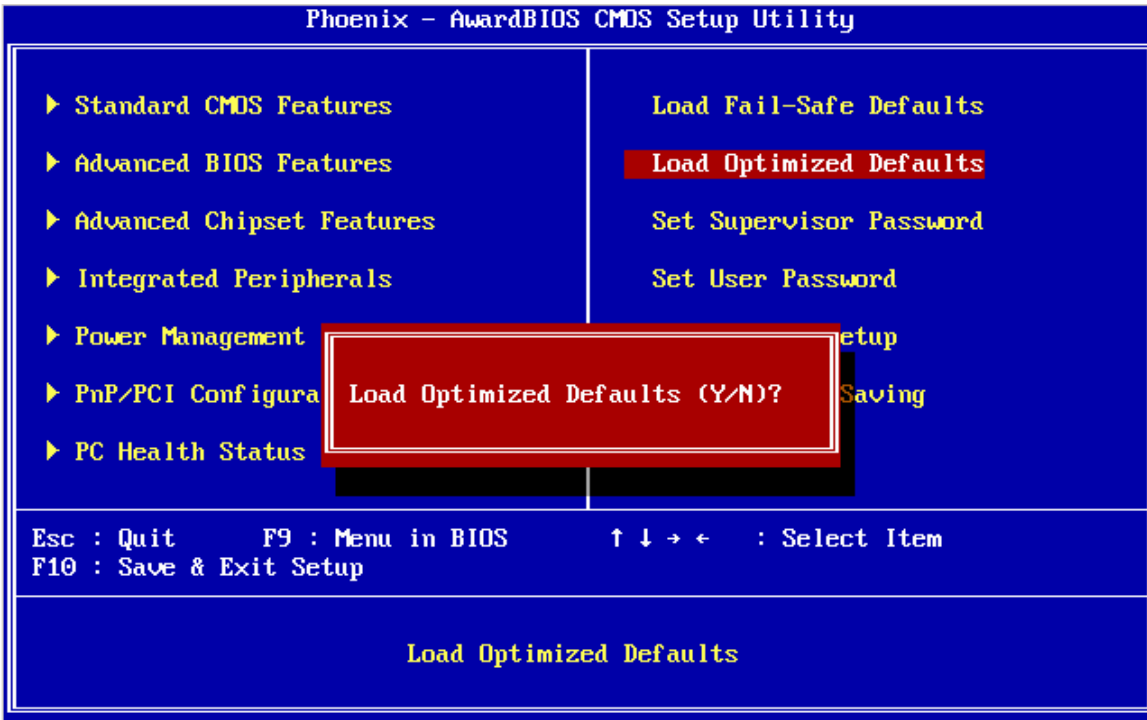 Phoenix - AwardBIOS CMOS Setup Utility
Standard CMOS Features
Advanced BIOS Features
Advanced Chipset Features
Integrated Peripherals
Power Management
PnP/PCI Configura
PC Health Status
Load Fail-Safe Defaults
Load Optimized Defaults
Set Supervisor Password
Set User Password
etup
Saving
Load Optimized Defaults (Y/N)?
Esc : Quit F9 : Menu in BIOS ↑ ↓ → ← : Select Item
F10 : Save & Exit Setup
Load Optimized Defaults